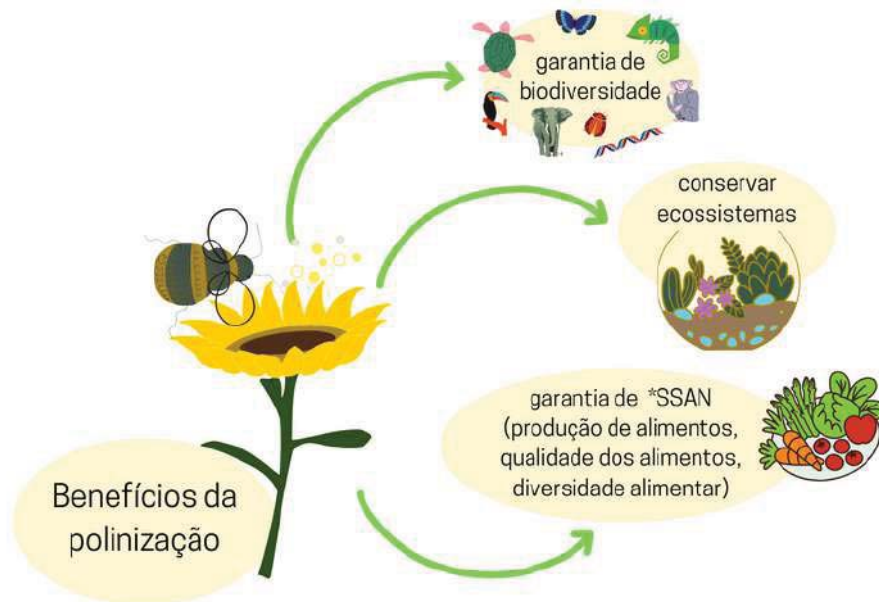 garantia de
biodiversidade
conservar
ecossistemas
garantia de *SSAN
(produção de alimentos,
qualidade dos alimentos,
diversidade alimentar)
Benefícios da
polinização